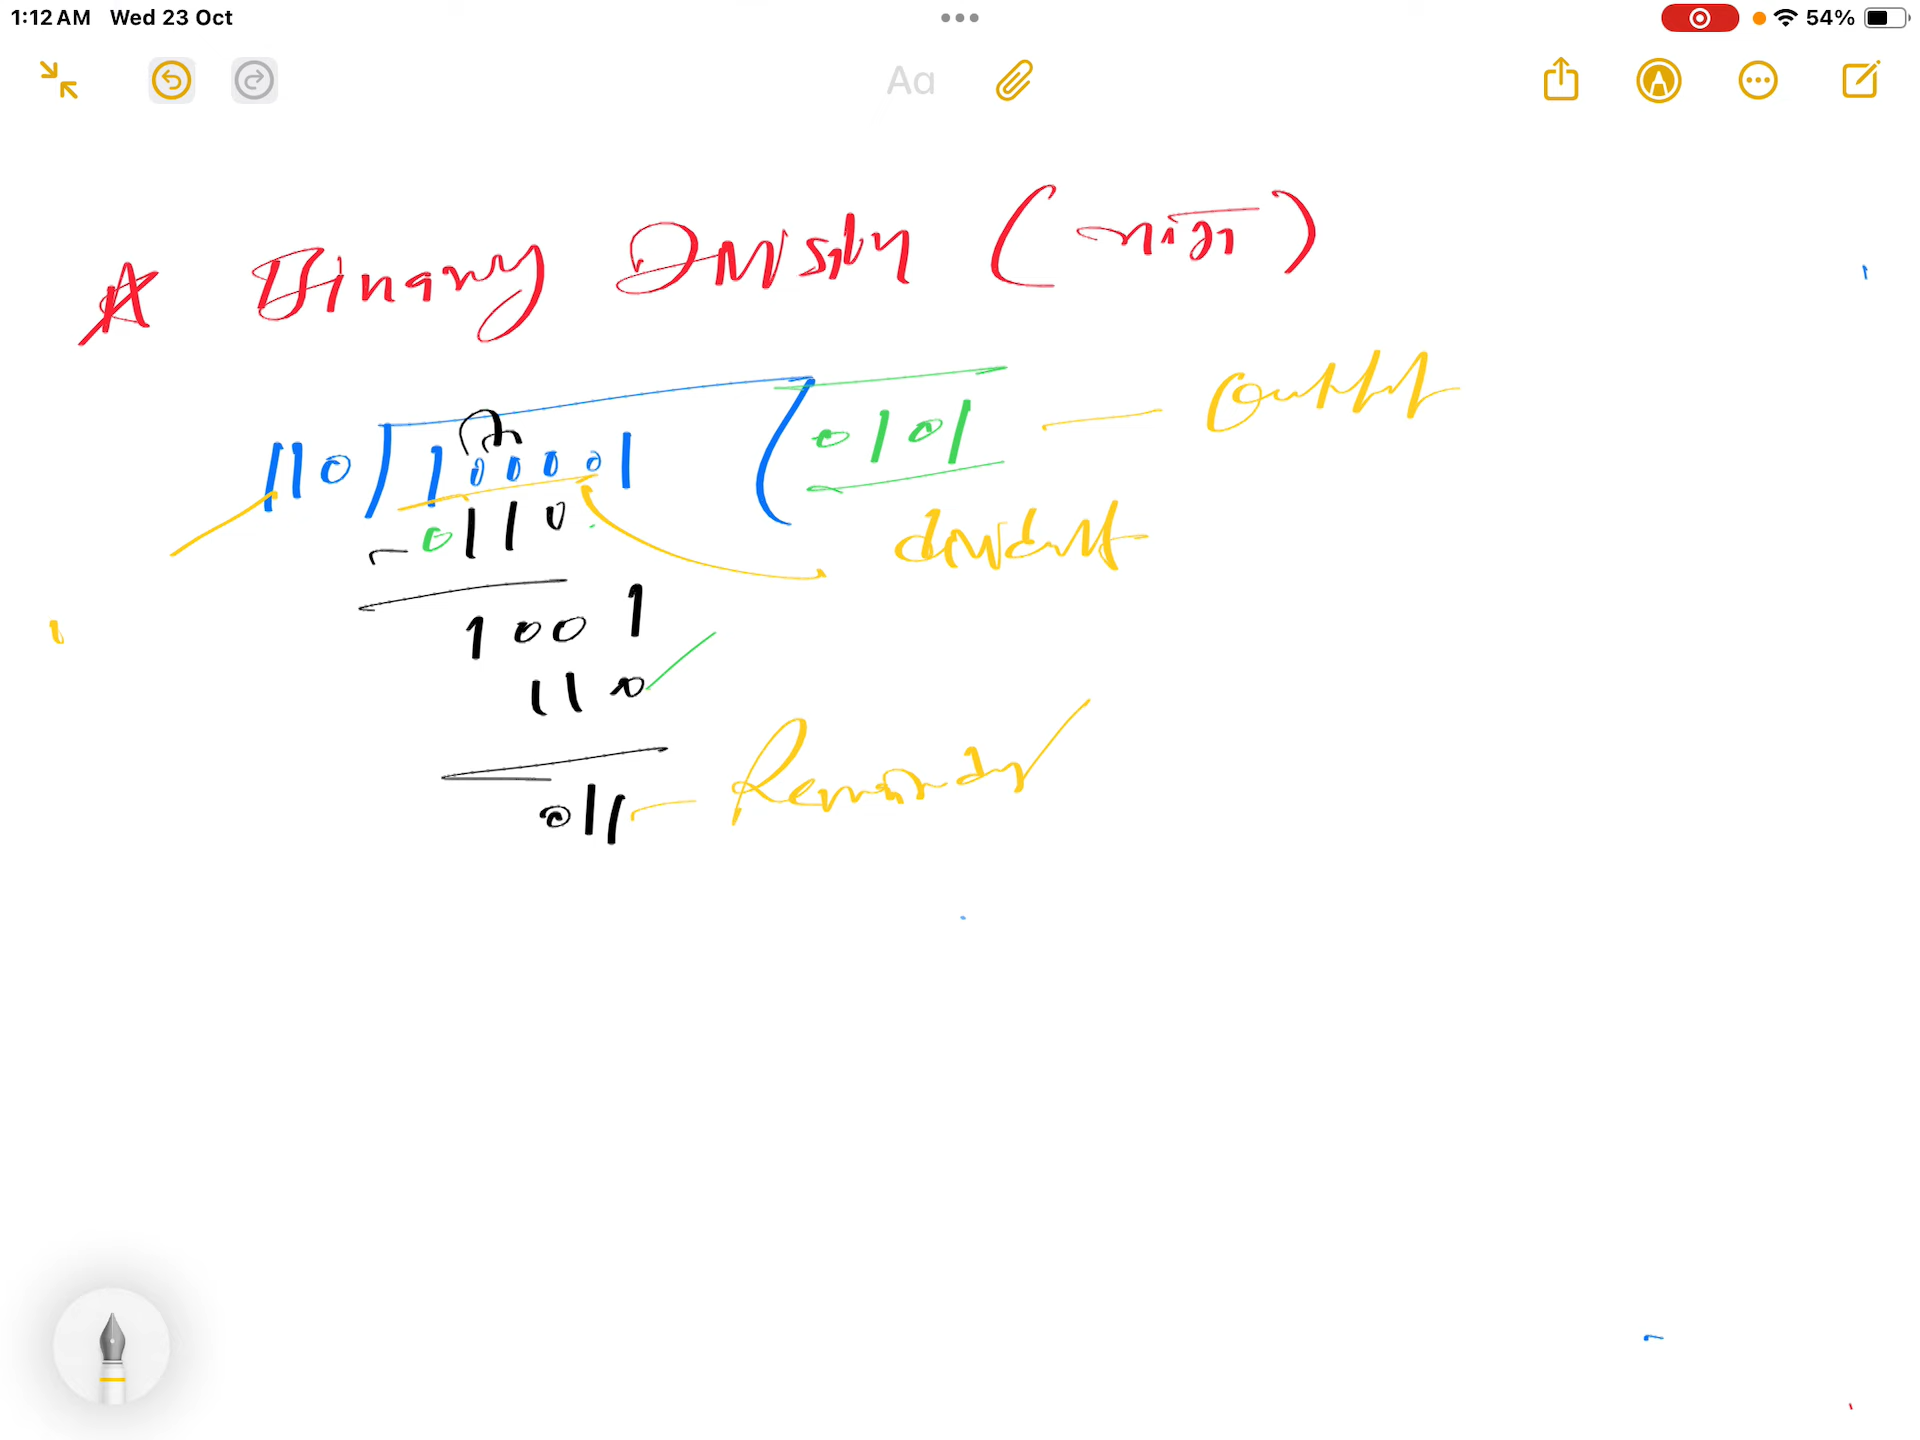 1:12 AM Wed 23 Oct
54%
Aa
Binary Division (ভাগ)
110 100001 0101 Output
0110
divident
1001
110
011 Remainder